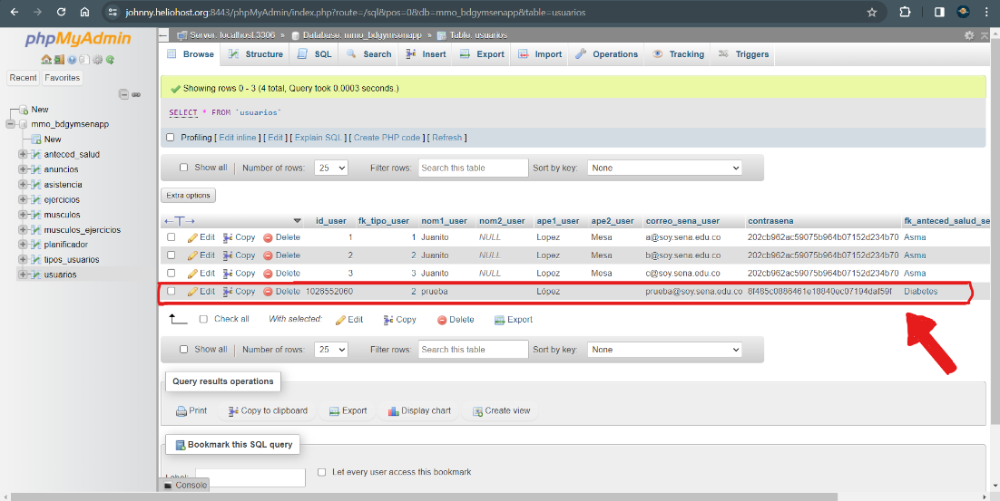 johnny.heliohost.org:8443/phpMyAdmin/index.php?route=/sql&pos=0&db=mmo_bdgymsenapp&table=usuarios
phpMyAdmin
Recent Favorites
New
mmo_bdgymsenapp
New
anteced_salud
anuncios
asistencia
ejercicios
musculos
musculos_ejercicios
planificador
tipos_usuarios
usuarios
Server: localhost:3306 » Database: mmo_bdgymsenapp » Table: usuarios
Browse Structure SQL Search Insert Export Import Operations Tracking Triggers
Showing rows 0 - 3 (4 total, Query took 0.0003 seconds.)
SELECT * FROM `usuarios`
Profiling [ Edit inline ] [ Edit ] [ Explain SQL ] [ Create PHP code ] [ Refresh ]
Show all Number of rows: 25 Filter rows: Search this table Sort by key: None
Extra options
id_user fk_tipo_user nom1_user nom2_user ape1_user ape2_user correo_sena_user contrasena fk_anteced_salud_se
Edit Copy Delete 1 1 Juanito NULL Lopez Mesa a@soy.sena.edu.co 202cb962ac59075b964b07152d234b70 Asma
Edit Copy Delete 2 2 Juanito NULL Lopez Mesa b@soy.sena.edu.co 202cb962ac59075b964b07152d234b70 Asma
Edit Copy Delete 3 3 Juanito NULL Lopez Mesa c@soy.sena.edu.co 202cb962ac59075b964b07152d234b70 Asma
Edit Copy Delete 1026552060 2 prueba López prueba@soy.sena.edu.co 8f485c0886461e18840ec07194daf59f Diabetes
Check all With selected: Edit Copy Delete Export
Show all Number of rows: 25 Filter rows: Search this table Sort by key: None
Query results operations
Print Copy to clipboard Export Display chart Create view
Bookmark this SQL query
Label: Let every user access this bookmark
Console